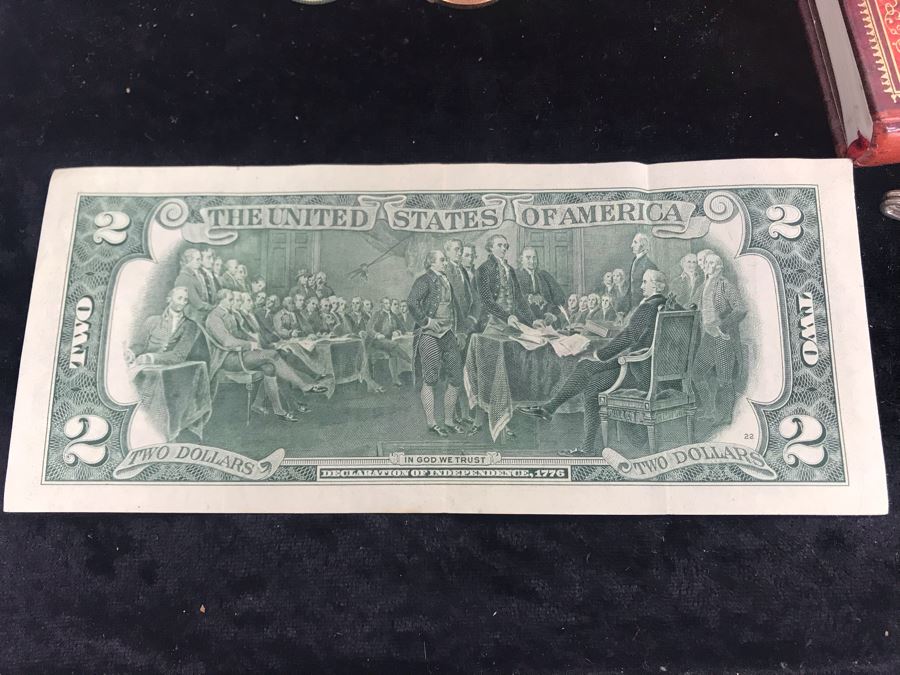 2 THE UNITED STATES OF AMERICA 2
TWO TWO
22
2 TWO DOLLARS IN GOD WE TRUST TWO DOLLARS 2
DECLARATION OF INDEPENDENCE, 1776